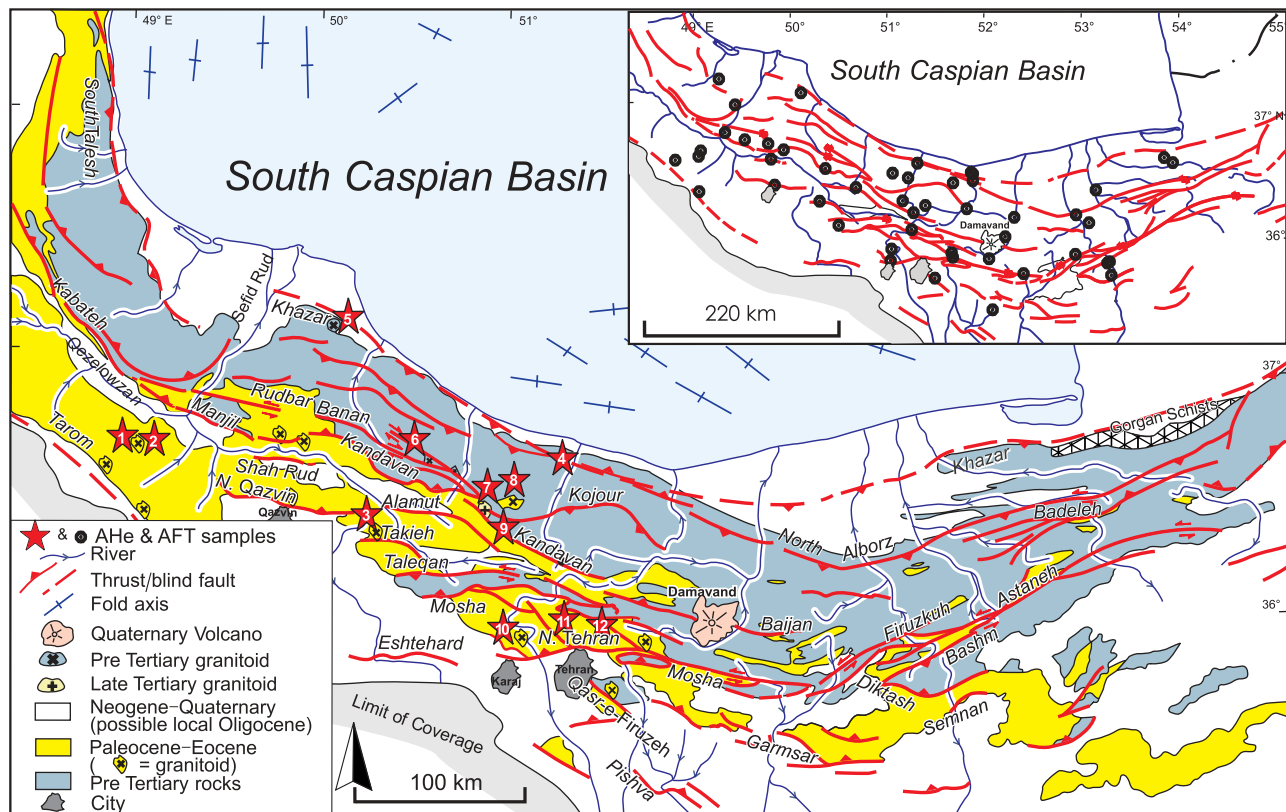 49° E
50°
51°
South Caspian Basin
South Talesh
Kabateh
Sefid Rud
Khazar
5
Qezelowzan
Manjil
Rudbar
Banan
Tarom
1
2
6
Kandavan
Shah-Rud
N. Qazvin
Qazvin
Alamut
3
Takieh
4
7
8
9
Kojour
Kandavan
Taleqan
North
Alborz
Khazar
Gorgan Schists
Badeleh
37°
36°
Mosha
Damavand
Eshtehard
10
11
12
N. Tehran
Karaj
Tehran
Baijan
Mosha
Firuzkuh
Astaneh
Bashm
Diktash
Semnan
Qasr-e-Firuzeh
Garmsar
Pishva
Limit of Coverage
100 km
& AHe & AFT samples
River
Thrust/blind fault
Fold axis
Quaternary Volcano
Pre Tertiary granitoid
Late Tertiary granitoid
Neogene–Quaternary
(possible local Oligocene)
Paleocene–Eocene
( = granitoid)
Pre Tertiary rocks
City
49° E
50°
51°
52°
53°
54°
55
South Caspian Basin
37° N
36°
Damavand
220 km